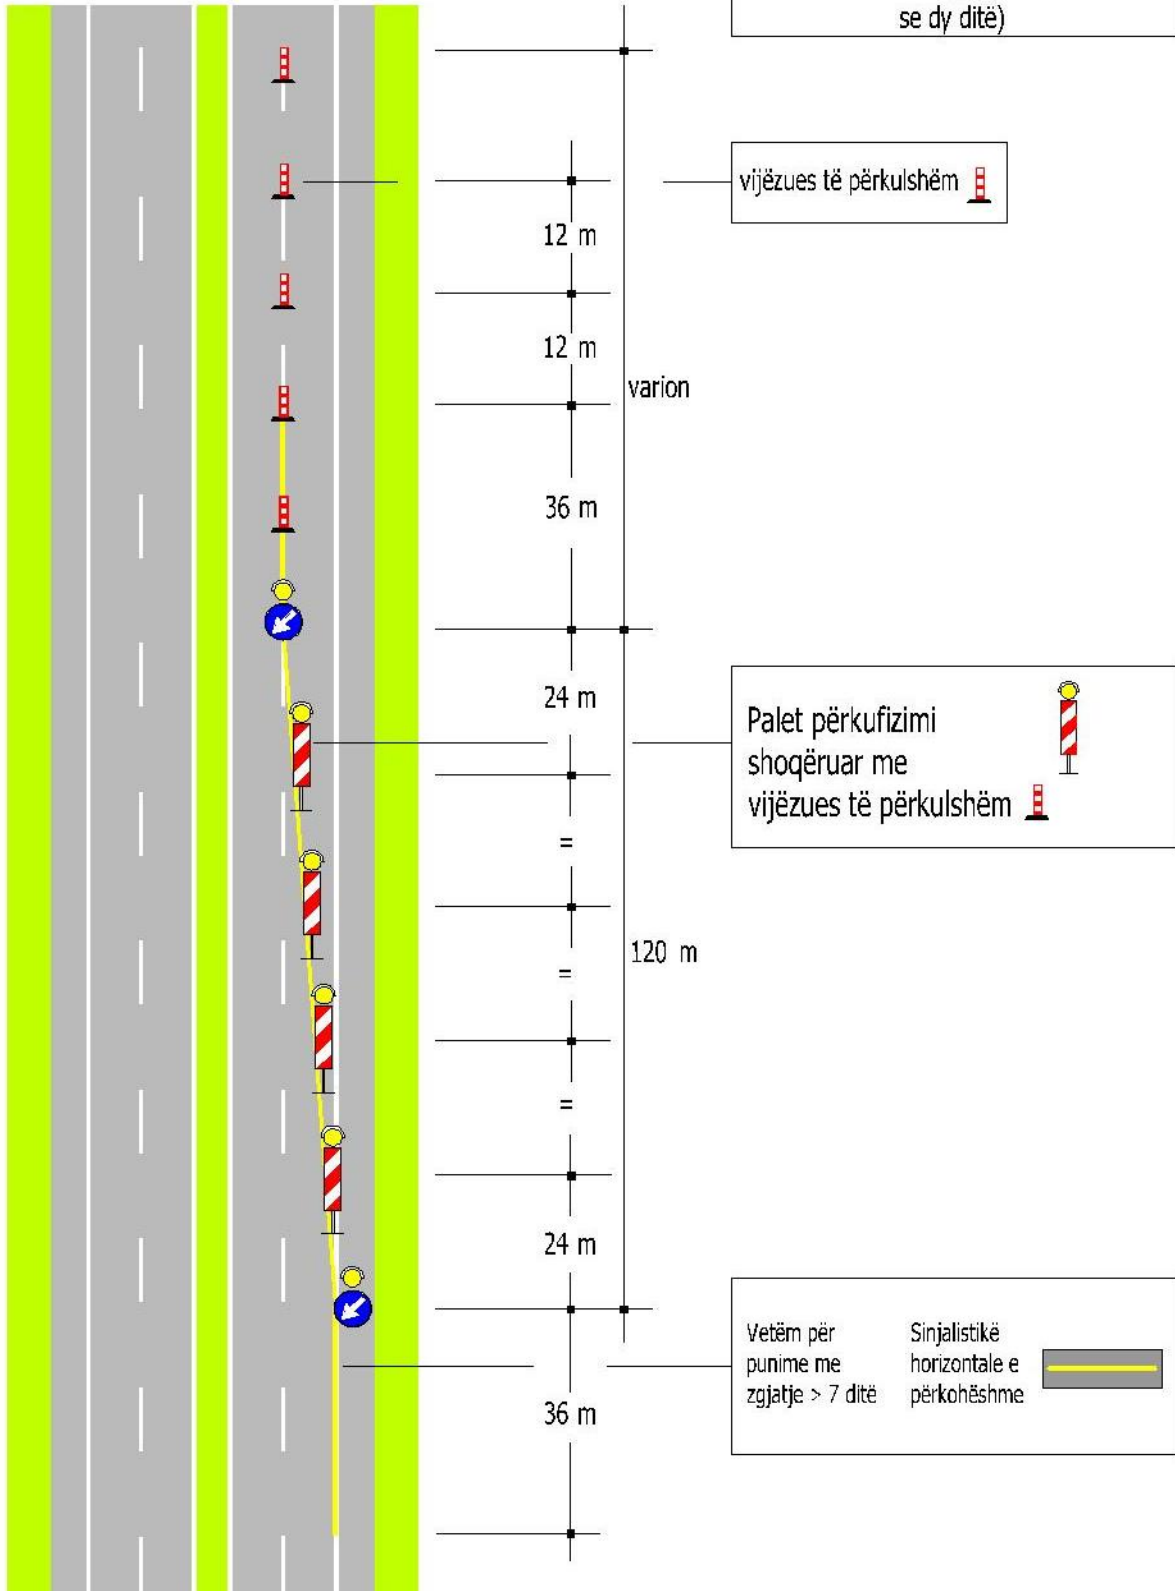 se dy ditë)
vijëzues të përkulshëm
12 m
12 m
varion
36 m
24 m
Palet përkufizimi
shoqëruar me
vijëzues të përkulshëm
=
120 m
=
=
24 m
Vetëm për
punime me
zgjatje > 7 ditë
Sinjalistikë
horizontale e
përkohëshme
36 m